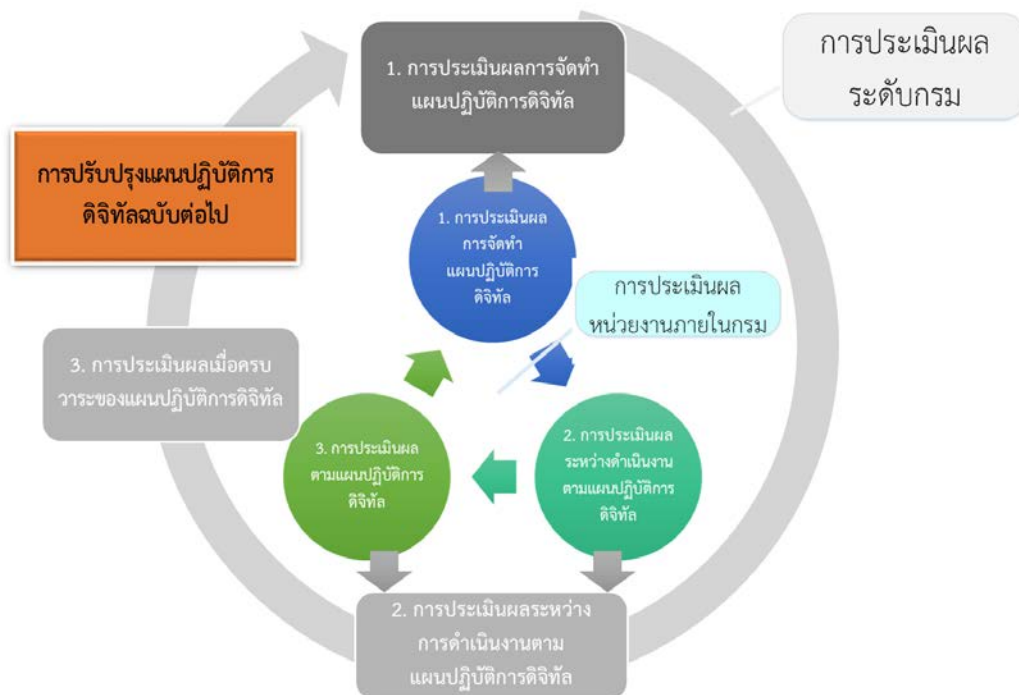 การประเมินผล
ระดับกรม
1. การประเมินผลการจัดทำ
แผนปฏิบัติการดิจิทัล
การปรับปรุงแผนปฏิบัติการ
ดิจิทัลฉบับต่อไป
1. การประเมินผล
การจัดทำ
แผนปฏิบัติการ
ดิจิทัล
การประเมินผล
หน่วยงานภายในกรม
3. การประเมินผลเมื่อครบ
วาระของแผนปฏิบัติการดิจิทัล
3. การประเมินผล
ตามแผนปฏิบัติการ
ดิจิทัล
2. การประเมินผล
ระหว่างดำเนินงาน
ตามแผนปฏิบัติการ
ดิจิทัล
2. การประเมินผลระหว่าง
การดำเนินงานตาม
แผนปฏิบัติการดิจิทัล